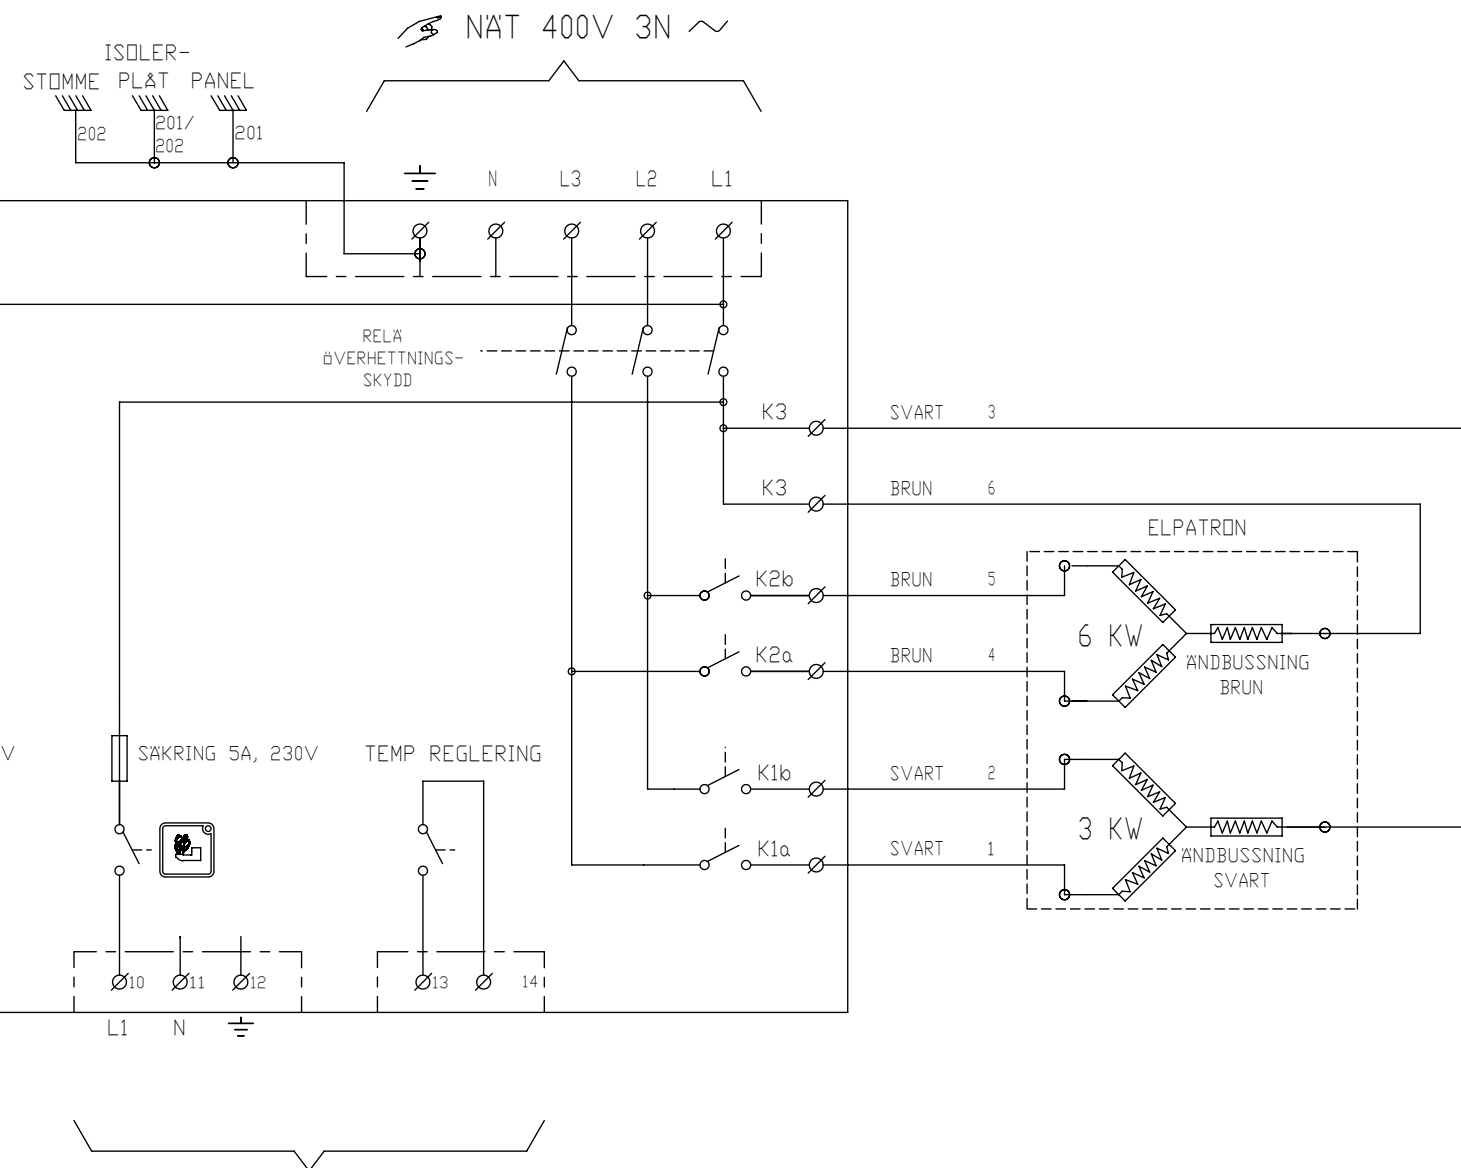 NÄT 400V 3N ~
ISOLER-
STOMME PLÅT PANEL
202 201/ 201
202
N L3 L2 L1
RELÄ
ÖVERHETTNINGS-
SKYDD
K3 SVART 3
K3 BRUN 6
ELPATRON
K2b BRUN 5
6 KW
K2a BRUN 4
ÄNDBUSSNING
BRUN
V SÄKRING 5A, 230V TEMP REGLERING
K1b SVART 2
3 KW
K1a SVART 1
ÄNDBUSSNING
SVART
10 11 12 13 14
L1 N